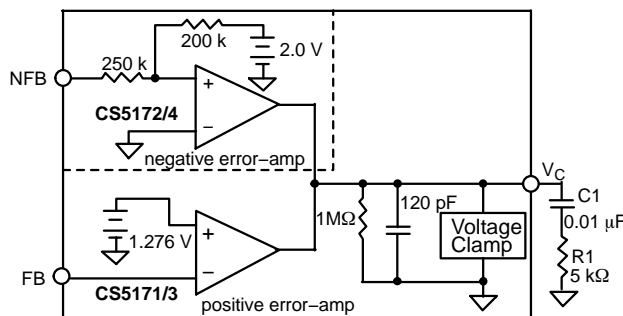 200 k
2.0 V
250 k
NFB
+
CS5172/4
−
negative error−amp
VC
C1
120 pF
1MΩ
0.01 µF
Voltage
Clamp
+
1.276 V
−
R1
5 kΩ
FB
CS5171/3
positive error−amp